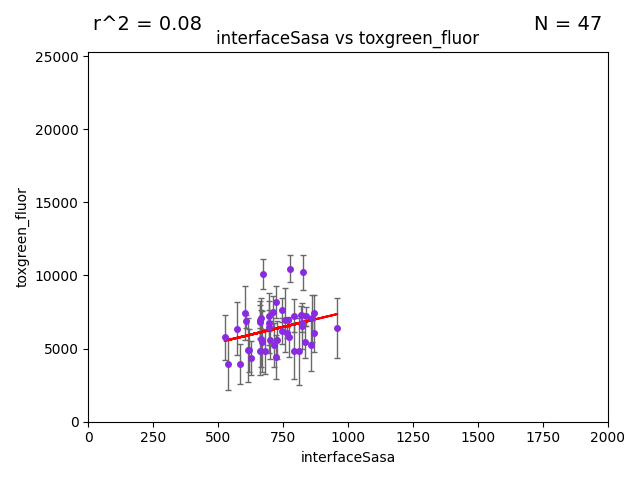 r^2 = 0.08
N = 47
interfaceSasa vs toxgreen_fluor
25000
20000
15000
10000
5000
0
toxgreen_fluor
0 250 500 750 1000 1250 1500 1750 2000
interfaceSasa